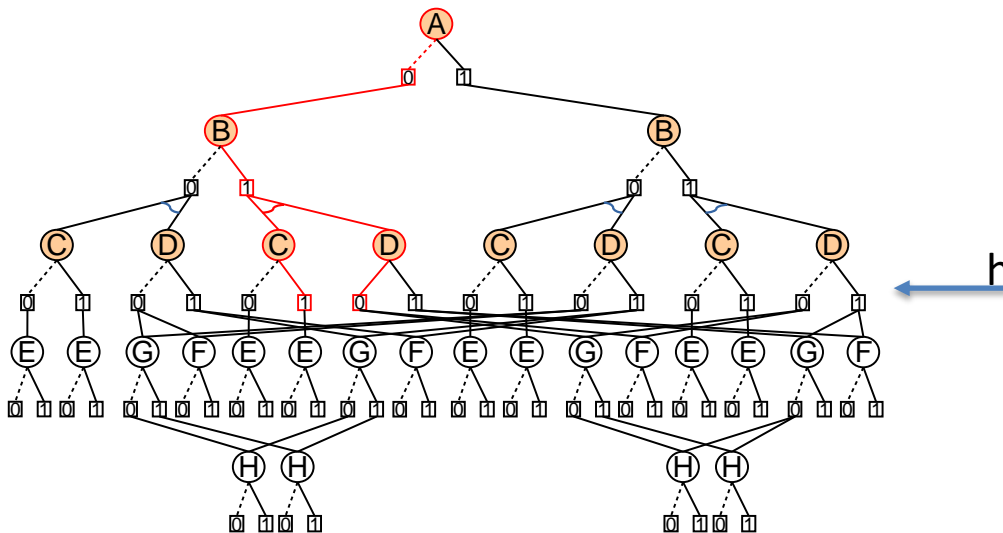 A
0 1
B B
0 1 0 1
C D C D C D C D
h
0 1 0 1 0 1 0 1 0 1 0 1 0 1 0 1
E E G F E E G F E E G F E E G F
0 1 0 1 0 1 0 1 0 1 0 1 0 1 0 1 0 1 0 1 0 1 0 1 0 1 0 1 0 1 0 1
H H H H
0 1 0 1 0 1 0 1